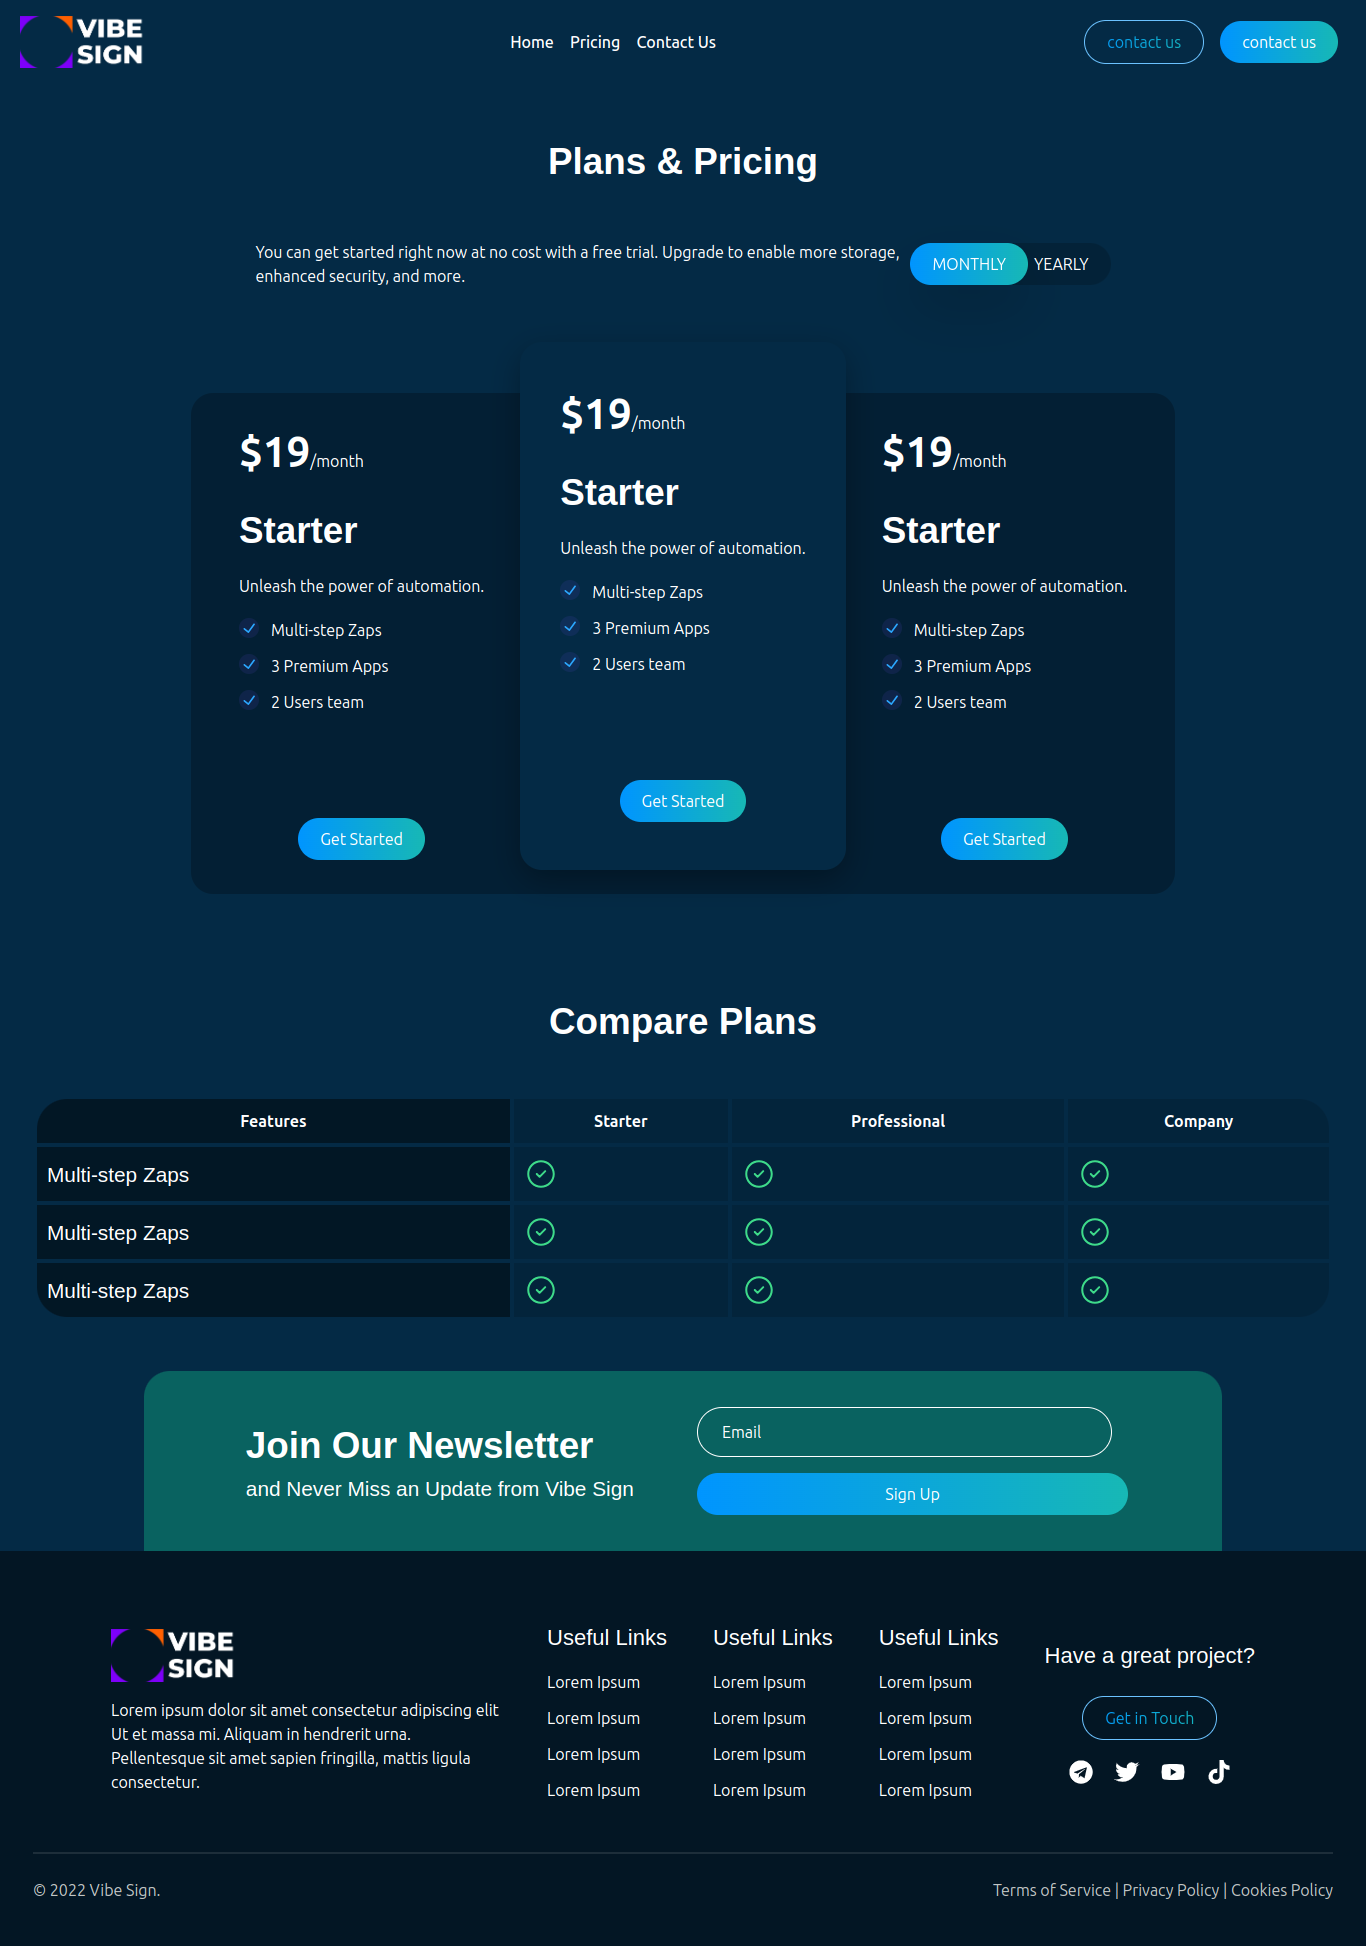 VIBE
SIGN
Home Pricing Contact Us
contact us
contact us
Plans & Pricing
You can get started right now at no cost with a free trial. Upgrade to enable more storage,
enhanced security, and more.
MONTHLY YEARLY
$19/month
Starter
Unleash the power of automation.
Multi-step Zaps
3 Premium Apps
2 Users team
Get Started
$19/month
Starter
Unleash the power of automation.
Multi-step Zaps
3 Premium Apps
2 Users team
Get Started
$19/month
Starter
Unleash the power of automation.
Multi-step Zaps
3 Premium Apps
2 Users team
Get Started
Compare Plans
Features Starter Professional Company
Multi-step Zaps
Multi-step Zaps
Multi-step Zaps
Join Our Newsletter
and Never Miss an Update from Vibe Sign
Email
Sign Up
VIBE
SIGN
Lorem ipsum dolor sit amet consectetur adipiscing elit
Ut et massa mi. Aliquam in hendrerit urna.
Pellentesque sit amet sapien fringilla, mattis ligula
consectetur.
Useful Links
Lorem Ipsum
Lorem Ipsum
Lorem Ipsum
Lorem Ipsum
Useful Links
Lorem Ipsum
Lorem Ipsum
Lorem Ipsum
Lorem Ipsum
Useful Links
Lorem Ipsum
Lorem Ipsum
Lorem Ipsum
Lorem Ipsum
Have a great project?
Get in Touch
© 2022 Vibe Sign.
Terms of Service | Privacy Policy | Cookies Policy